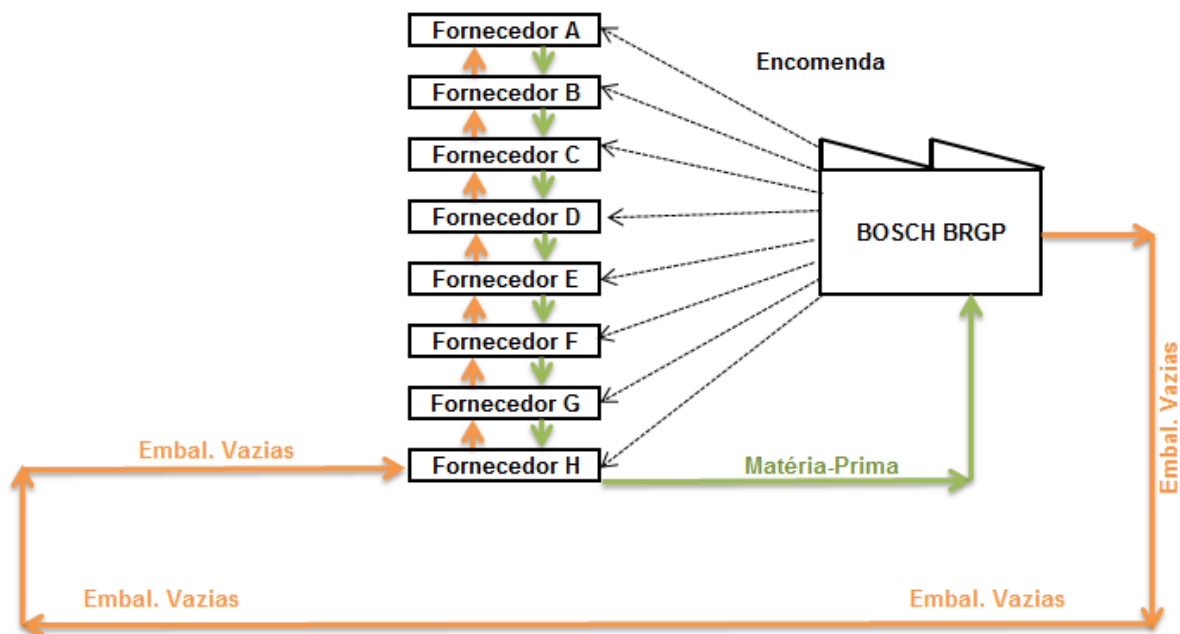 Fornecedor A
Encomenda
Fornecedor B
Fornecedor C
Fornecedor D
BOSCH BRGP
Fornecedor E
Fornecedor F
Fornecedor G
Embal. Vazias
Embal. Vazias
Fornecedor H
Matéria-Prima
Embal. Vazias
Embal. Vazias